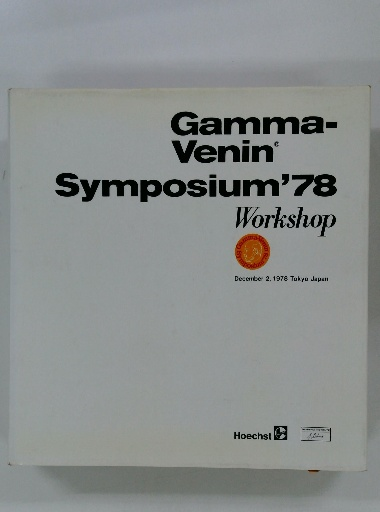 Gamma-
Venin®
Symposium'78
Workshop
December 2, 1978 Tokyo Japan
Hoechst